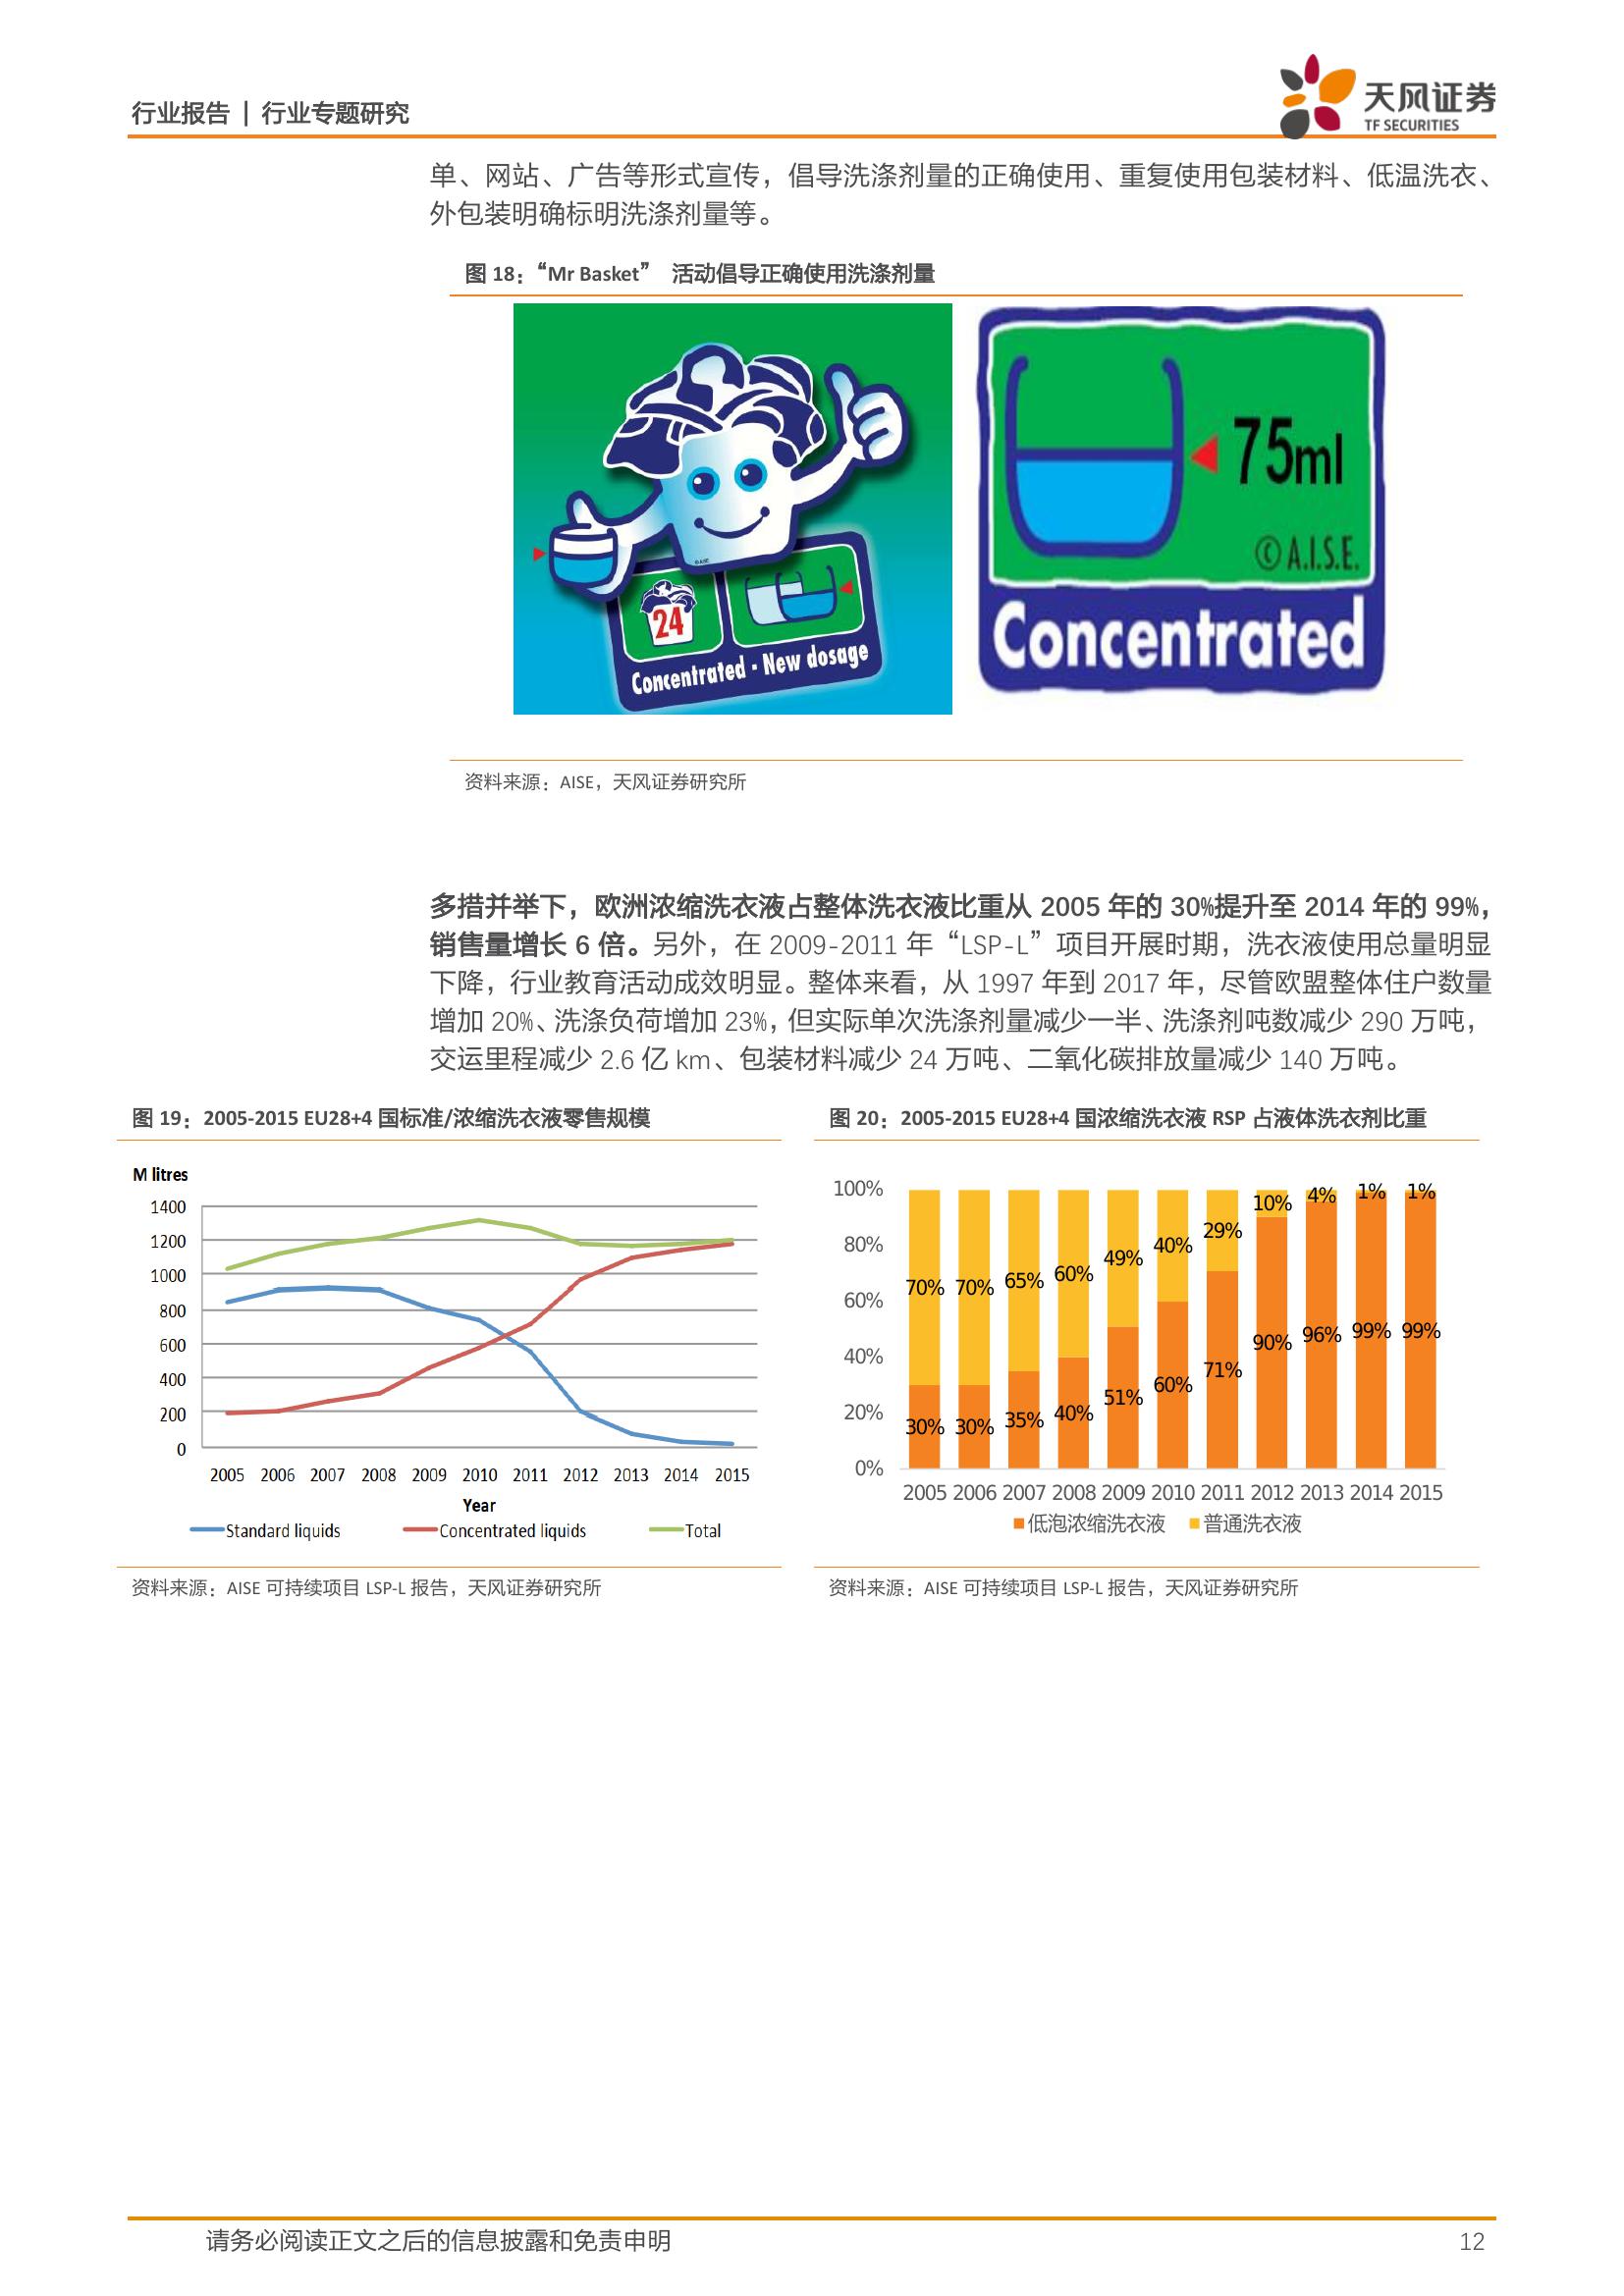 行业报告 | 行业专题研究
天风证券
TF SECURITIES
单、网站、广告等形式宣传，倡导洗涤剂量的正确使用、重复使用包装材料、低温洗衣、
外包装明确标明洗涤剂量等。
图 18：“Mr Basket” 活动倡导正确使用洗涤剂量
24
Concentrated - New dosage
©AISE
75ml
© A.I.S.E.
Concentrated
资料来源：AISE，天风证券研究所
多措并举下，欧洲浓缩洗衣液占整体洗衣液比重从 2005 年的 30%提升至 2014 年的 99%，
销售量增长 6 倍。另外，在 2009-2011 年“LSP-L”项目开展时期，洗衣液使用总量明显
下降，行业教育活动成效明显。整体来看，从 1997 年到 2017 年，尽管欧盟整体住户数量
增加 20%、洗涤负荷增加 23%，但实际单次洗涤剂量减少一半、洗涤剂吨数减少 290 万吨，
交运里程减少 2.6 亿 km、包装材料减少 24 万吨、二氧化碳排放量减少 140 万吨。
图 19：2005-2015 EU28+4 国标准/浓缩洗衣液零售规模
M litres
1400
1200
1000
800
600
400
200
0
2005 2006 2007 2008 2009 2010 2011 2012 2013 2014 2015
Year
Standard liquids Concentrated liquids Total
资料来源：AISE 可持续项目 LSP-L 报告，天风证券研究所
图 20：2005-2015 EU28+4 国浓缩洗衣液 RSP 占液体洗衣剂比重
100%
80%
60%
40%
20%
0%
70% 70% 65% 60% 49% 40% 29% 10% 4% 1% 1%
30% 30% 35% 40% 51% 60% 71% 90% 96% 99% 99%
2005 2006 2007 2008 2009 2010 2011 2012 2013 2014 2015
低泡浓缩洗衣液 普通洗衣液
资料来源：AISE 可持续项目 LSP-L 报告，天风证券研究所
请务必阅读正文之后的信息披露和免责申明
12